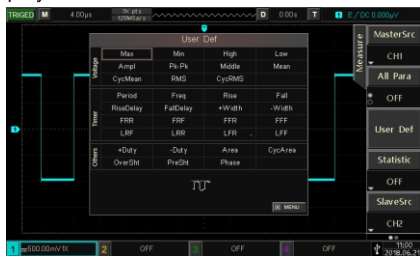 TRIGED M 4.00μs 7K pts 125MSa/s D 0.00s T E / DC 0.000μV
User Def
Voltage
Max Min High Low
Ampl Pk-Pk Middle Mean
CycMean RMS CycRMS
Timer
Period Freq Rise Fall
RiseDelay FallDelay +Width -Width
FRR FRF FFR FFF
LRF LRR LFR LFF
Others
+Duty -Duty Area CycArea
OverSht PreSht Phase
MENU
Measure
MasterSrc
CH1
All Para
OFF
User Def
Statistic
OFF
SlaveSrc
CH2
1 500.00mV 1X 2 OFF 3 OFF 4 OFF 11:00
2018.06.21